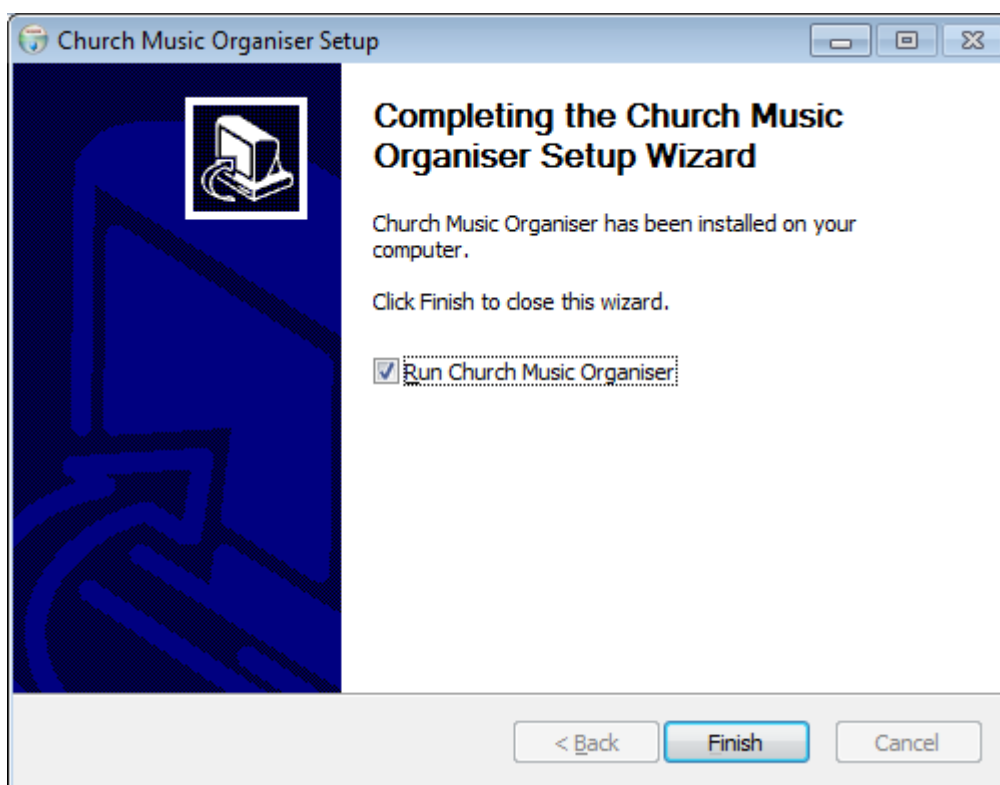 Church Music Organiser Setup
Completing the Church Music
Organiser Setup Wizard
Church Music Organiser has been installed on your
computer.
Click Finish to close this wizard.
Run Church Music Organiser
< Back
Finish
Cancel